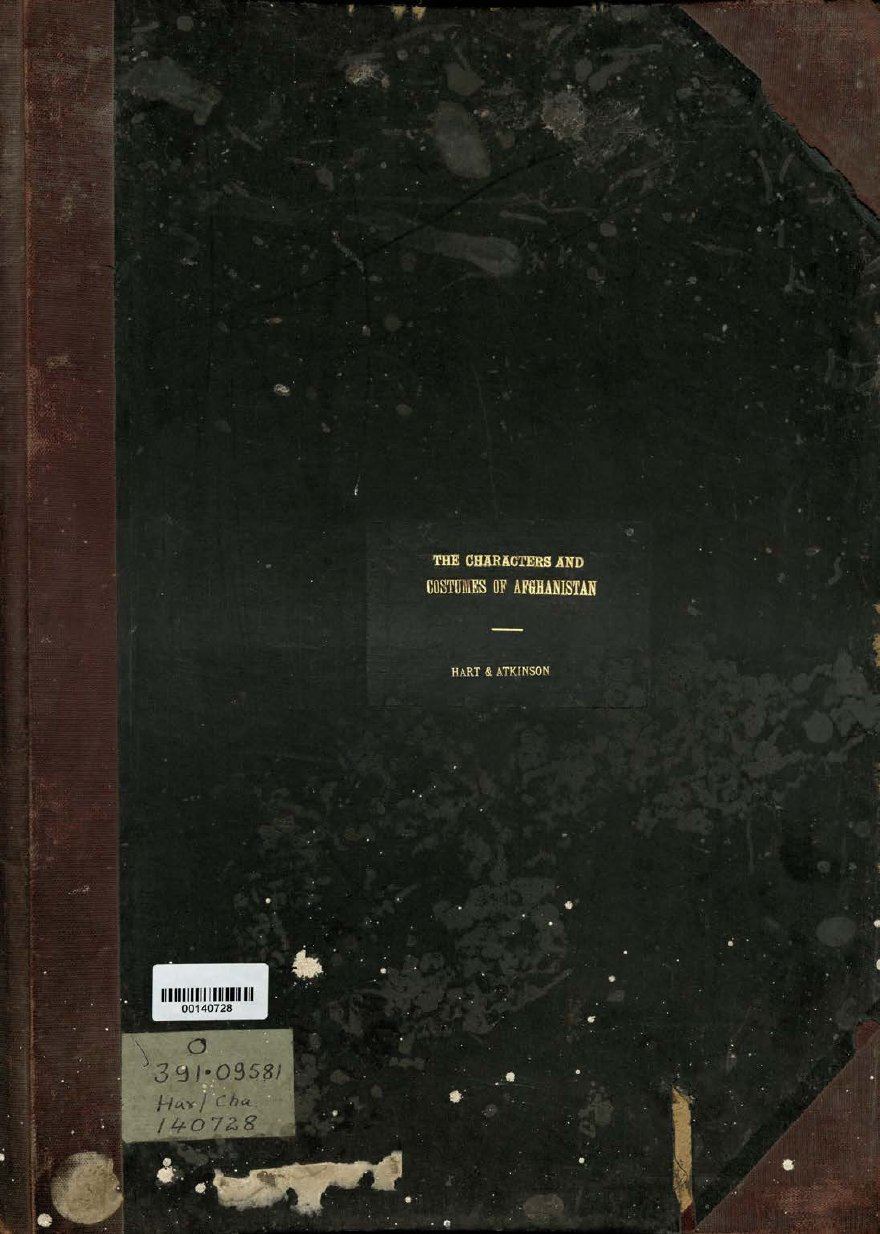 THE CHARACTERS AND
COSTUMES OF AFGHANISTAN
HART & ATKINSON
00140728
O
391.09581
Har/Cha
140728